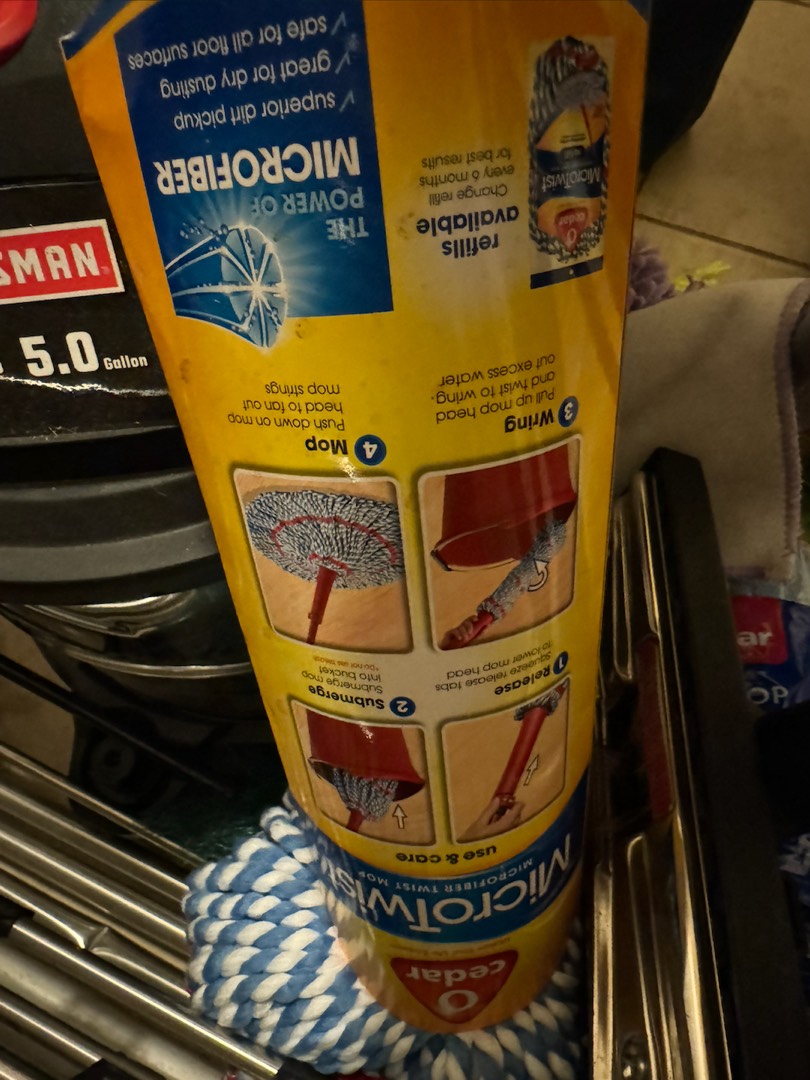 O
cedar
MicroTwist
MICROFIBER TWIST MOP
use & care
1 Release
Squeeze release tabs
to lower mop head
2 Submerge
Submerge mop
into bucket
3 Wring
Pull up mop head
and twist to wring,
out excess water
4 Mop
Push down on mop
head to fan out
mop strings
refills
available
Change refill
every 6 months
for best results
O
cedar
MicroTwist
THE
POWER OF
MICROFIBER
✓ superior dirt pickup
✓ great for dry dusting
✓ safe for all floor surfaces
SMAN
5.0 Gallon
ar
OP